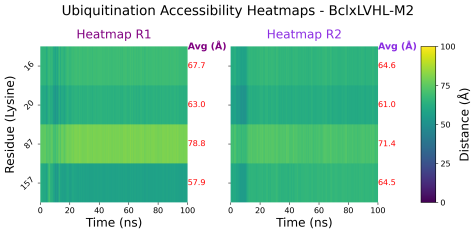 Ubiquitination Accessibility Heatmaps - BclxLVHL-M2
Heatmap R1
Avg (Å)
Heatmap R2
Avg (Å)
Residue (Lysine)
16
20
87
157
67.7
63.0
78.8
57.9
64.6
61.0
71.4
64.5
0 20 40 60 80 100
Time (ns)
0 20 40 60 80 100
Time (ns)
100
75
50
25
0
Distance (Å)